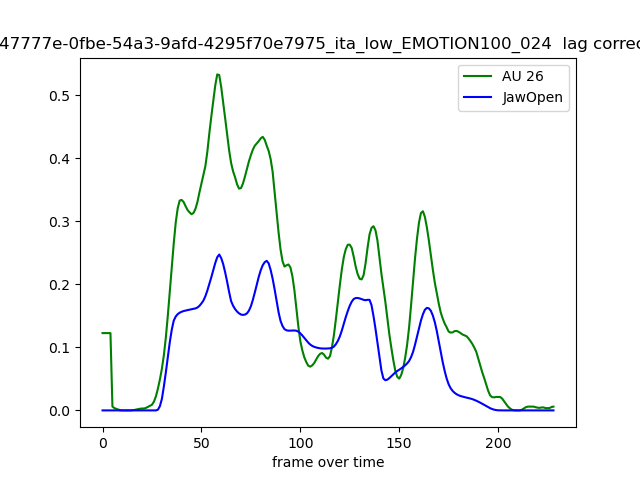 47777e-0fbe-54a3-9afd-4295f70e7975_ita_low_EMOTION100_024 lag correc
AU 26
JawOpen
0.5
0.4
0.3
0.2
0.1
0.0
0 50 100 150 200
frame over time